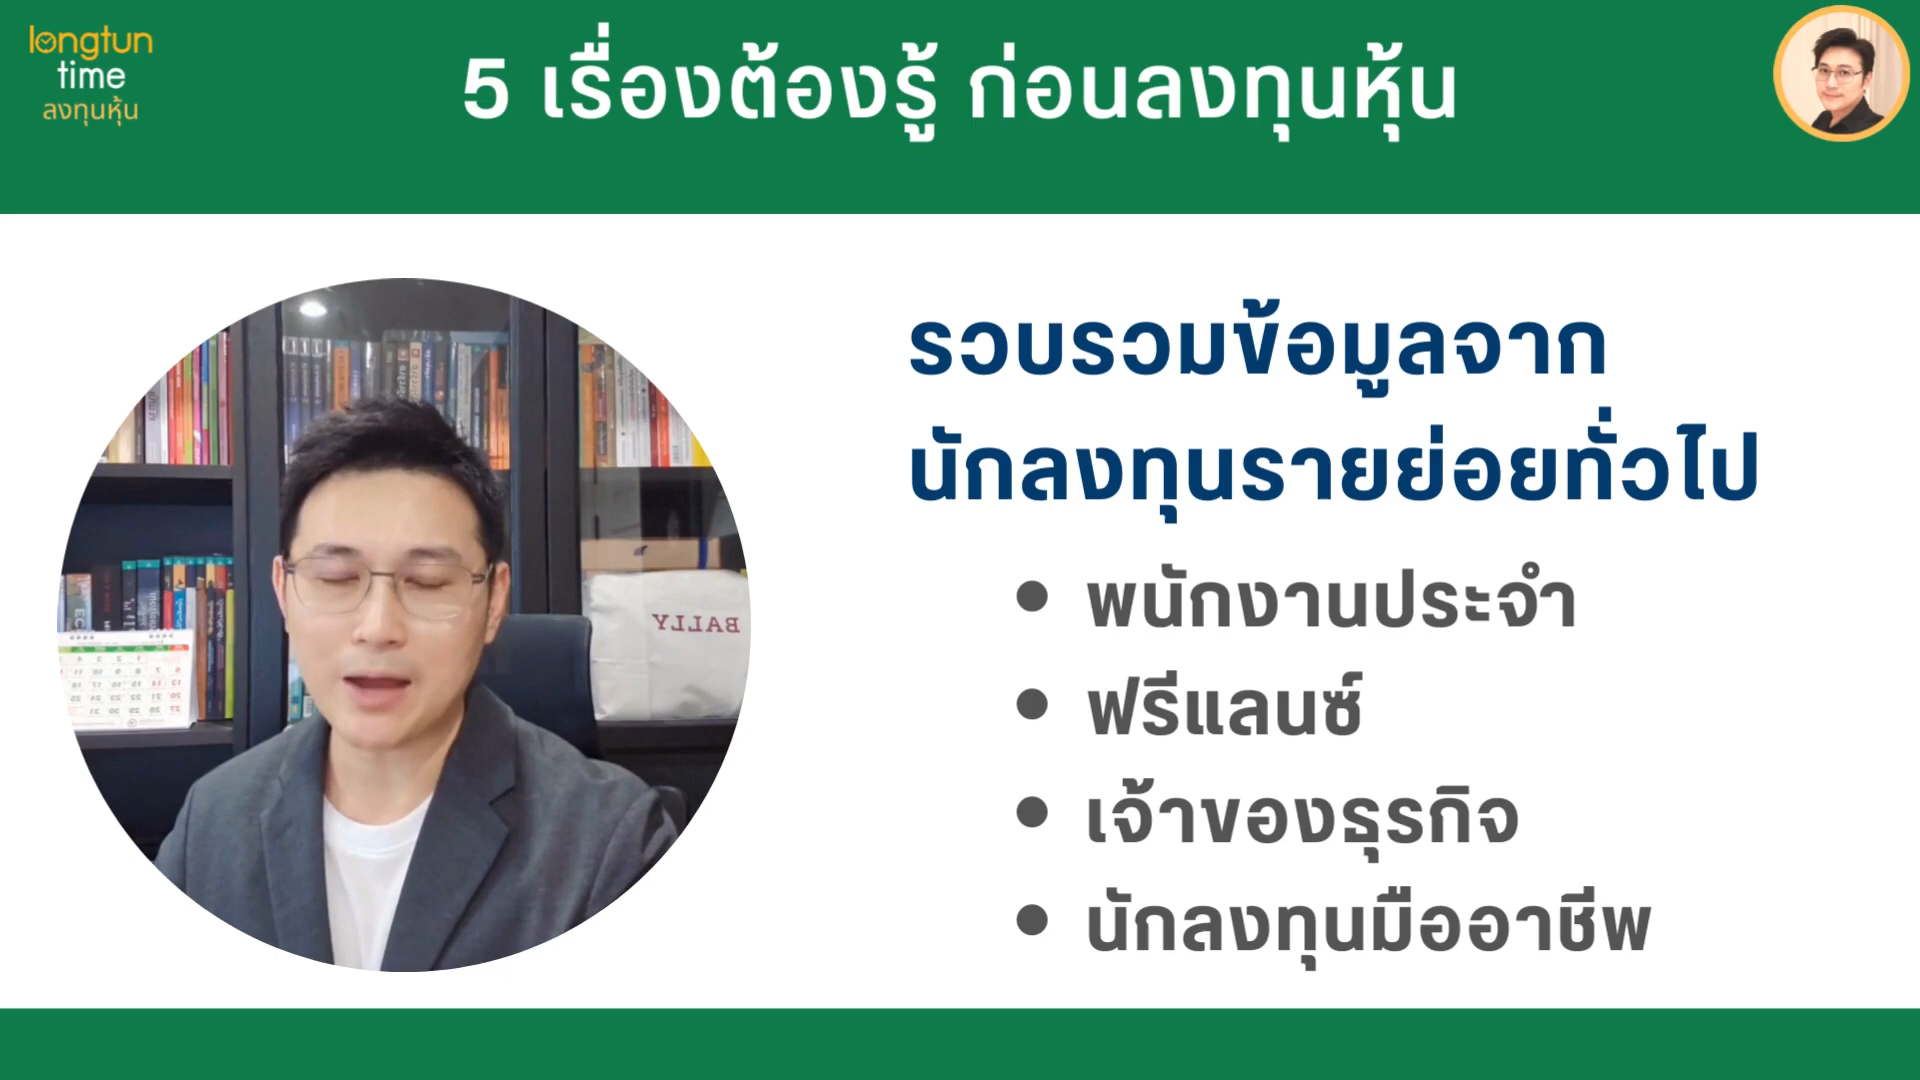 longtun
time
ลงทุนหุ้น
5 เรื่องต้องรู้ ก่อนลงทุนหุ้น
รวบรวมข้อมูลจาก
นักลงทุนรายย่อยทั่วไป
• พนักงานประจำ
• ฟรีแลนซ์
• เจ้าของธุรกิจ
• นักลงทุนมืออาชีพ
BALLY